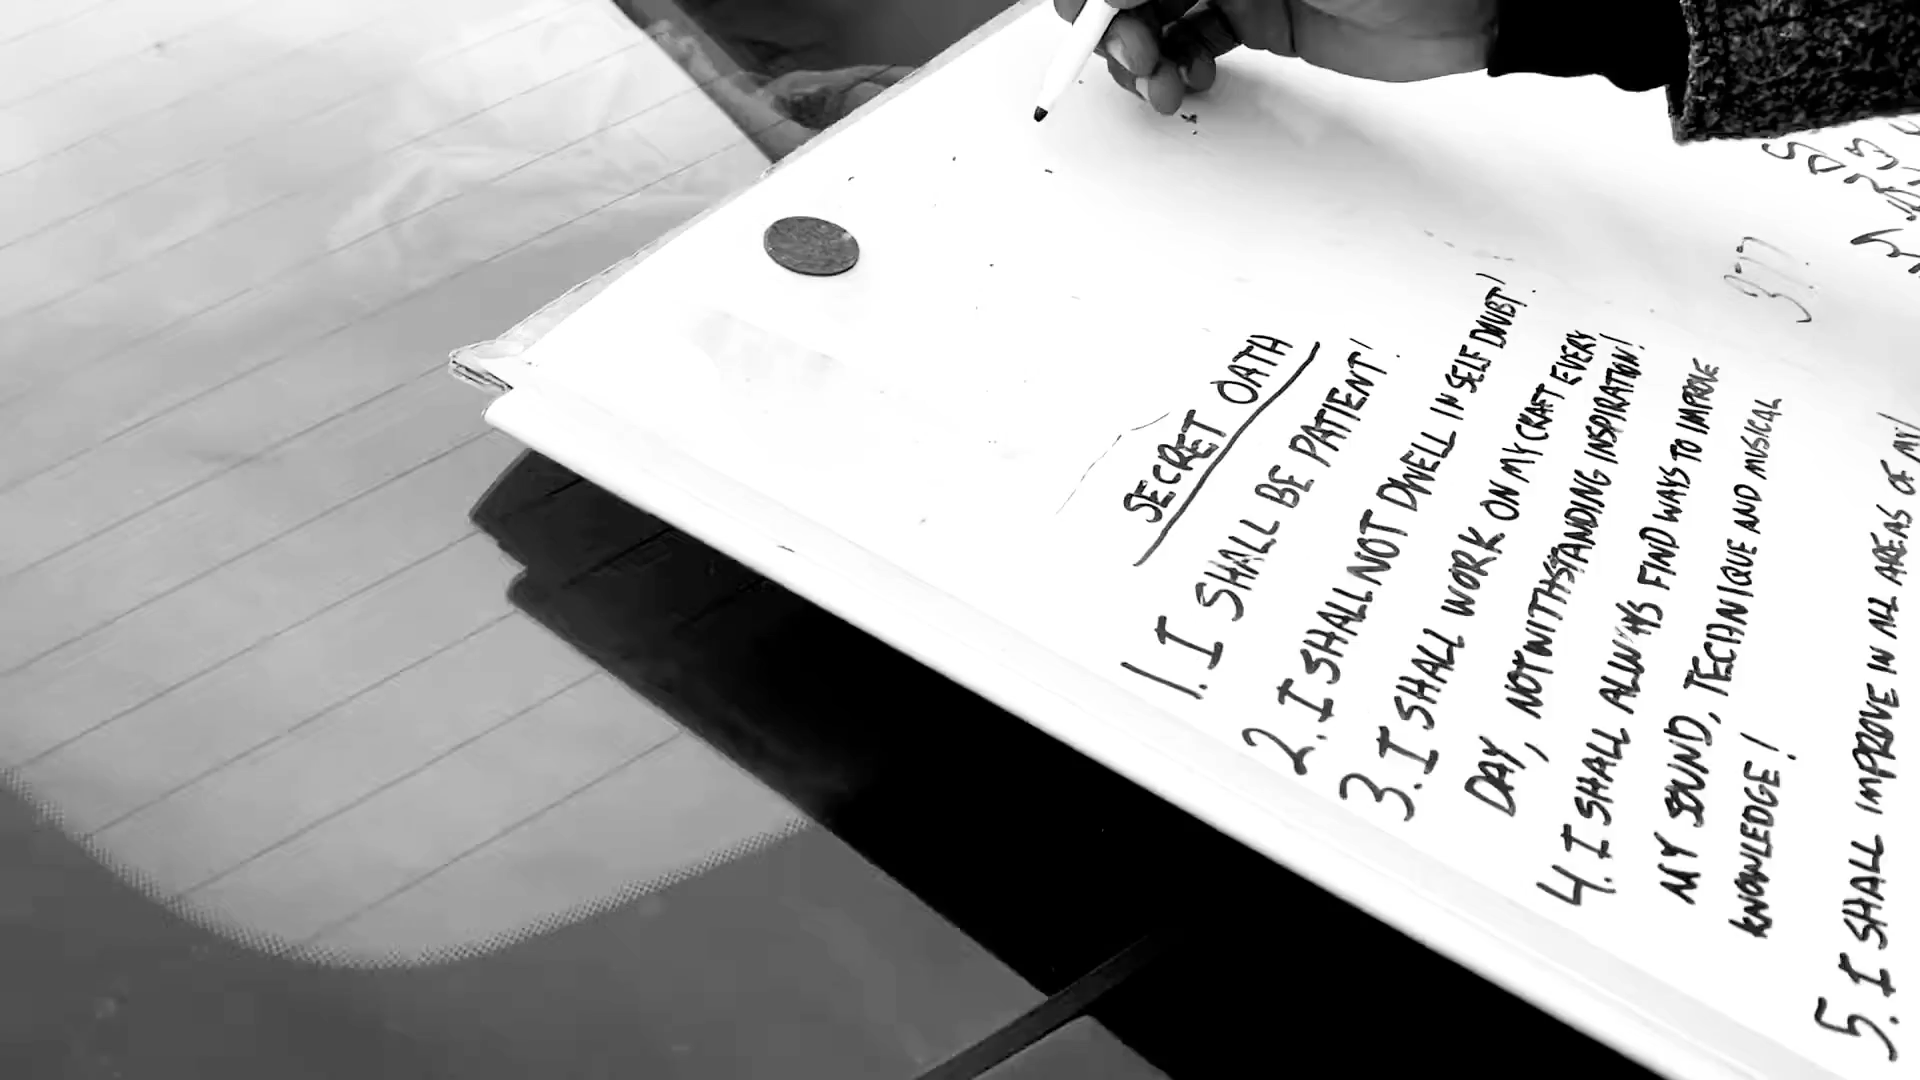 SECRET OATH
1. I SHALL BE PATIENT!
2. I SHALL NOT DWELL IN SELF DOUBT!
3. I SHALL WORK ON MY CRAFT EVERY
DAY, NOTWITHSTANDING INSPIRATION!
4. I SHALL ALWAYS FIND WAYS TO IMPROVE
MY SOUND, TECHNIQUE AND MUSICAL
KNOWLEDGE!
5. I SHALL IMPROVE IN ALL AREAS OF MY